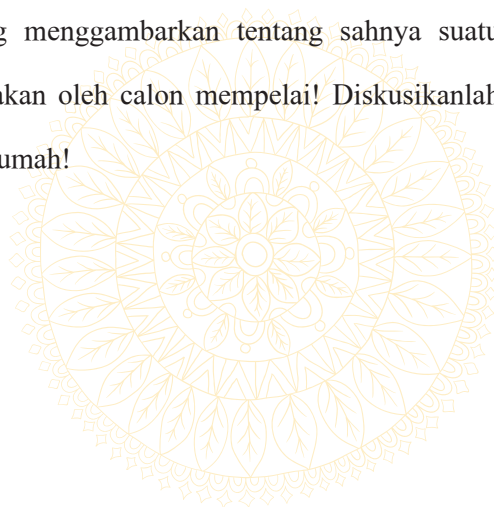 g menggambarkan tentang sahnya suatu
akan oleh calon mempelai! Diskusikanlah
umah!